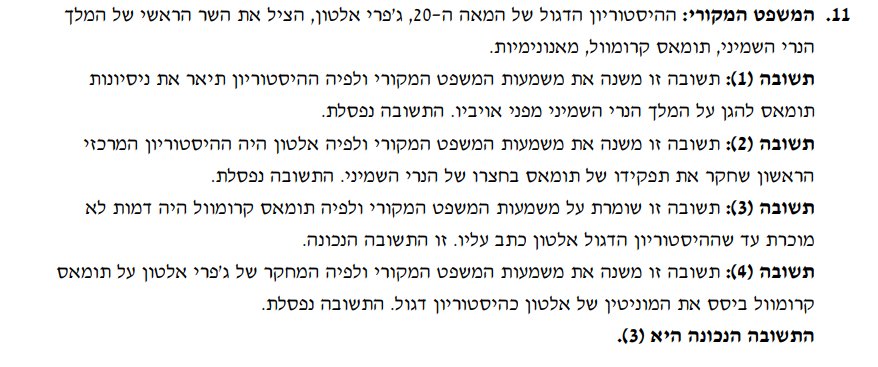 11. המשפט המקורי: ההיסטוריון הדגול של המאה ה-20, ג'פרי אלטון, הציל את השר הראשי של המלך
הנרי השמיני, תומאס קרומוול, מאנונימיות.
תשובה (1): תשובה זו משנה את משמעות המשפט המקורי ולפיה ההיסטוריון תיאר את ניסיונות
תומאס להגן על המלך הנרי השמיני מפני אויביו. התשובה נפסלת.
תשובה (2): תשובה זו משנה את משמעות המשפט המקורי ולפיה אלטון היה ההיסטוריון המרכזי
הראשון שחקר את תפקידו של תומאס בחצרו של הנרי השמיני. התשובה נפסלת.
תשובה (3): תשובה זו שומרת על משמעות המשפט המקורי ולפיה תומאס קרומוול היה דמות לא
מוכרת עד שההיסטוריון הדגול אלטון כתב עליו. זו התשובה הנכונה.
תשובה (4): תשובה זו משנה את משמעות המשפט המקורי ולפיה המחקר של ג'פרי אלטון על תומאס
קרומוול ביסס את המוניטין של אלטון כהיסטוריון דגול. התשובה נפסלת.
התשובה הנכונה היא (3).